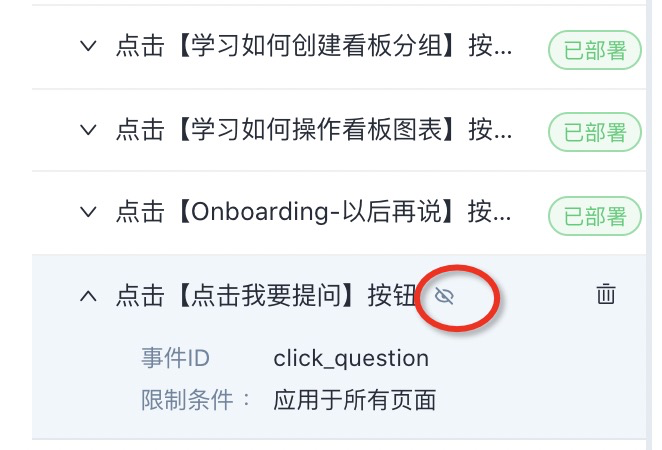 点击【学习如何创建看板分组】按... 已部署
点击【学习如何操作看板图表】按... 已部署
点击【Onboarding-以后再说】按... 已部署
点击【点击我要提问】按钮
事件ID click_question
限制条件： 应用于所有页面